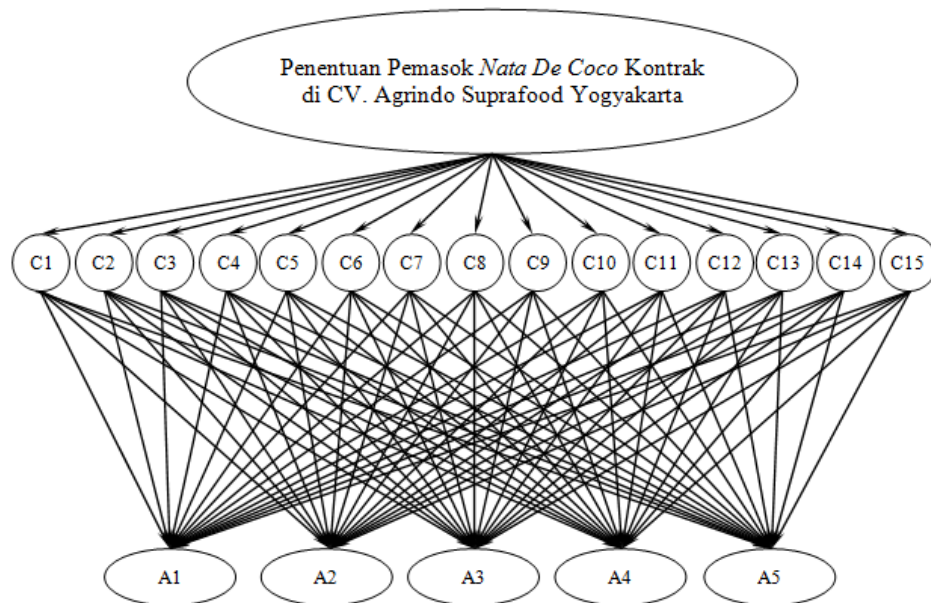 Penentuan Pemasok Nata De Coco Kontrak
di CV. Agrindo Suprafood Yogyakarta
C1 C2 C3 C4 C5 C6 C7 C8 C9 C10 C11 C12 C13 C14 C15
A1 A2 A3 A4 A5